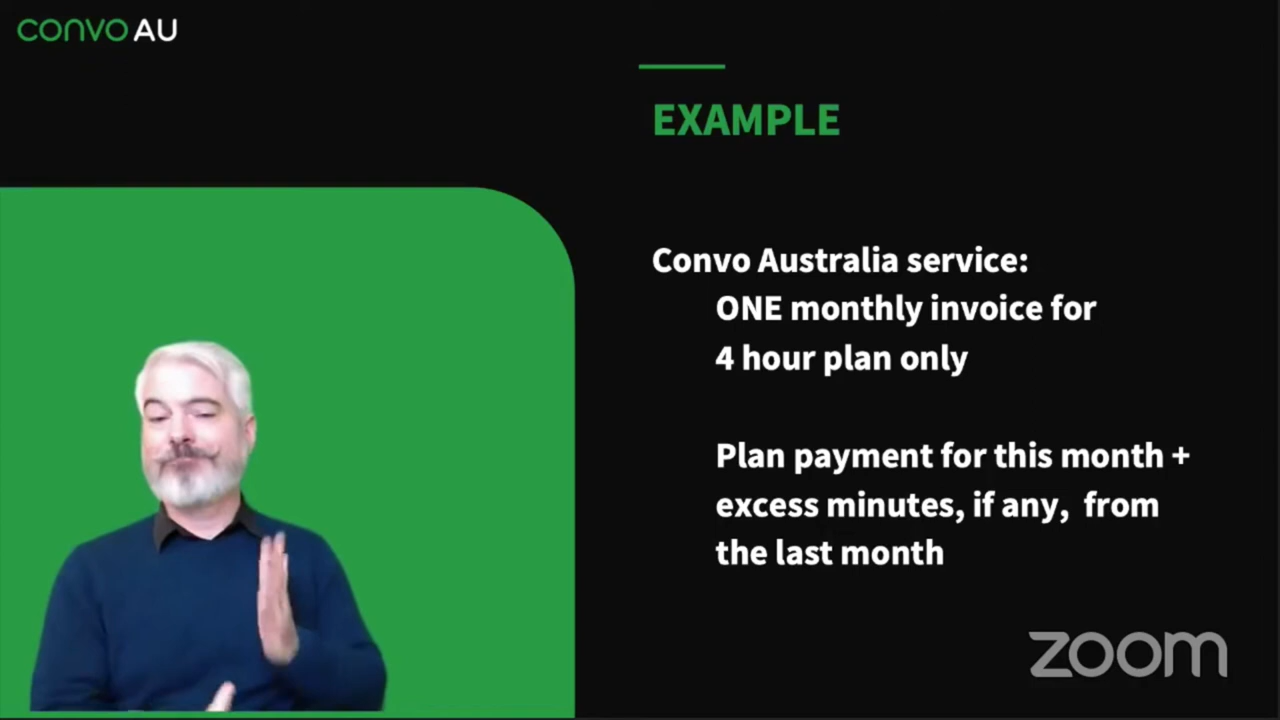 convo AU
EXAMPLE
Convo Australia service:
ONE monthly invoice for
4 hour plan only
Plan payment for this month +
excess minutes, if any, from
the last month
zoom